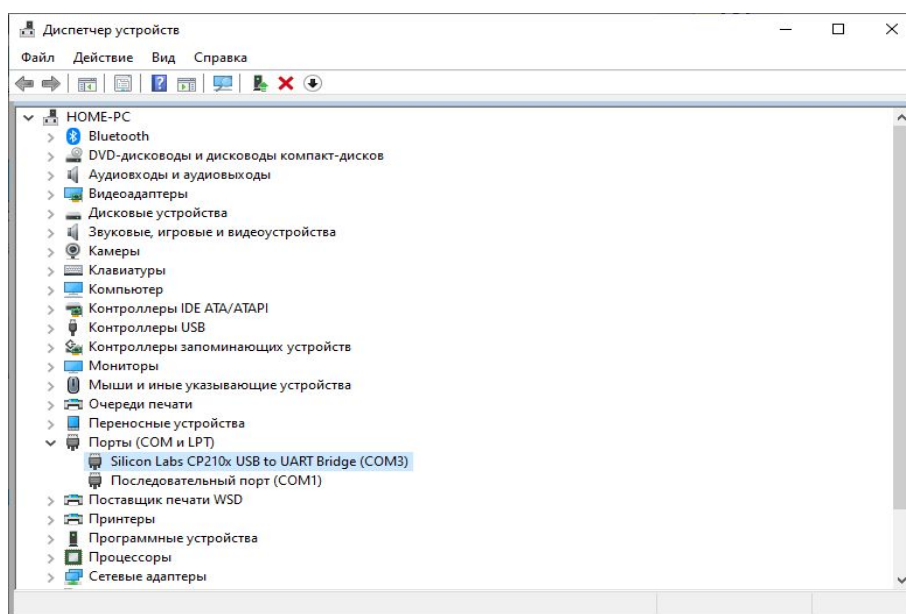 Диспетчер устройств
Файл Действие Вид Справка
HOME-PC
Bluetooth
DVD-дисководы и дисководы компакт-дисков
Аудиовходы и аудиовыходы
Видеоадаптеры
Дисковые устройства
Звуковые, игровые и видеоустройства
Камеры
Клавиатуры
Компьютер
Контроллеры IDE ATA/ATAPI
Контроллеры USB
Контроллеры запоминающих устройств
Мониторы
Мыши и иные указывающие устройства
Очереди печати
Переносные устройства
Порты (COM и LPT)
Silicon Labs CP210x USB to UART Bridge (COM3)
Последовательный порт (COM1)
Поставщик печати WSD
Принтеры
Программные устройства
Процессоры
Сетевые адаптеры